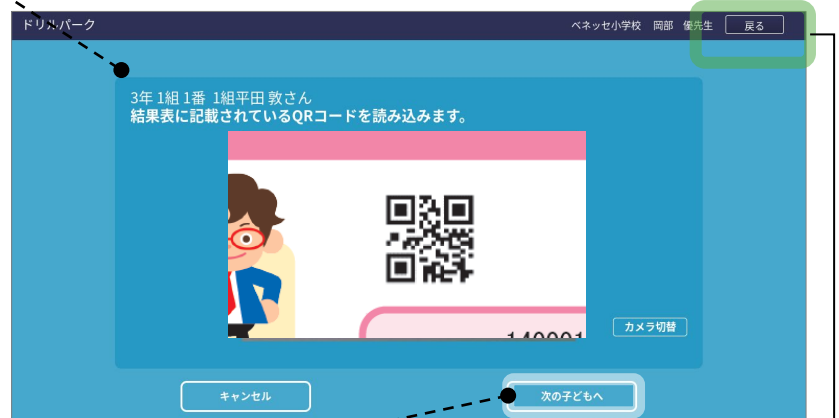 ドリルパーク
ベネッセ小学校 岡部 優先生 戻る
3年 1組 1番 1組平田 敦さん
結果表に記載されているQRコードを読み込みます。
カメラ切替
キャンセル 次の子どもへ